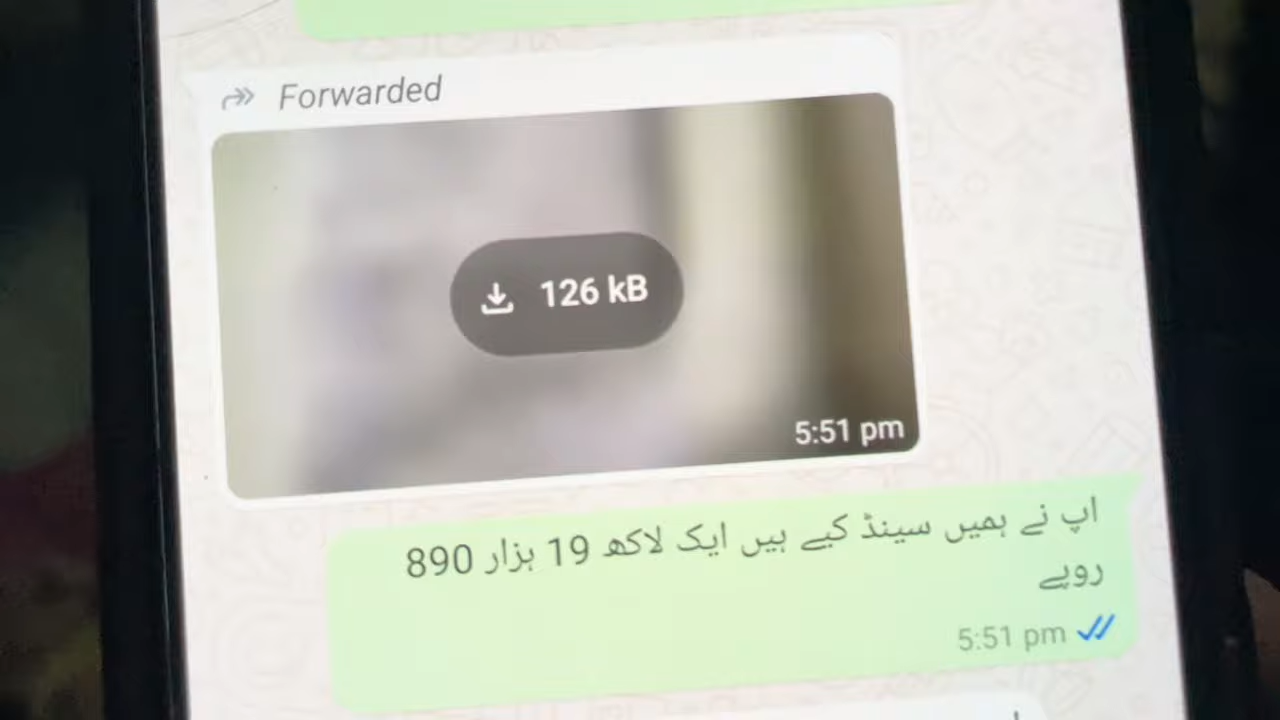 Forwarded
126 kB
5:51 pm
اپ نے ہمیں سینڈ کیے ہیں ایک لاکھ 19 ہزار 890
روپے
5:51 pm